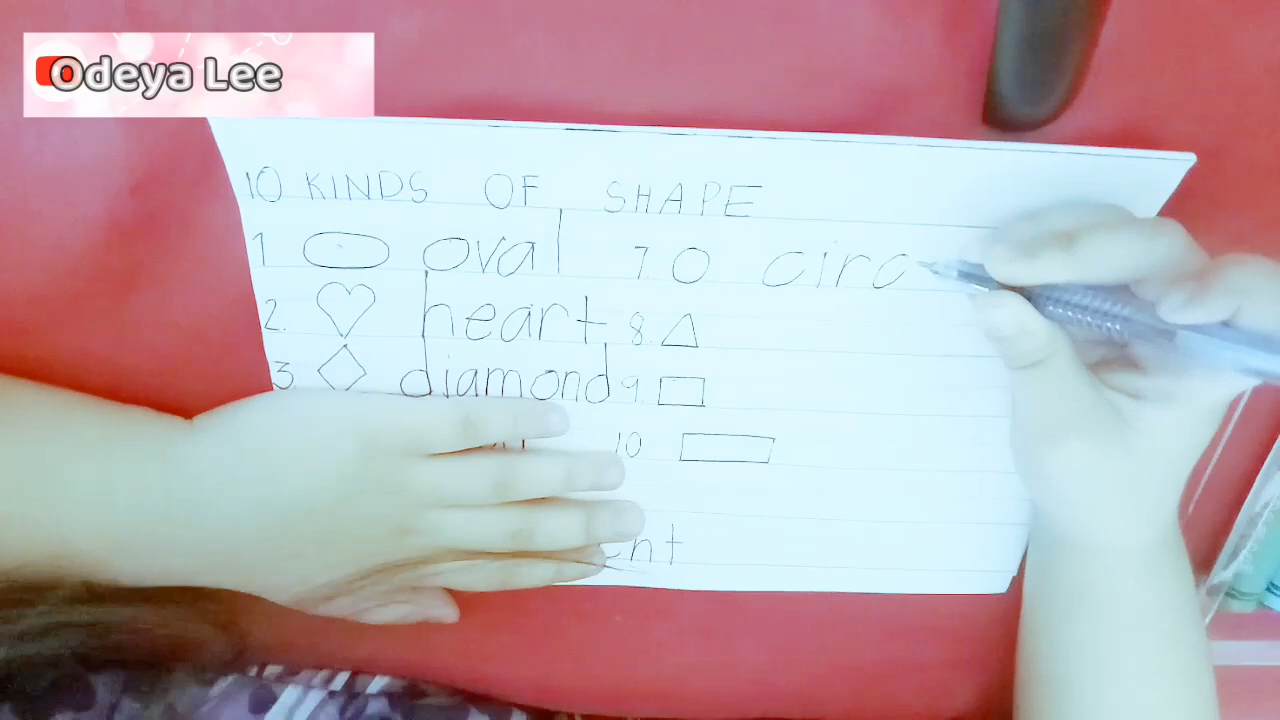 Odeya Lee
10 KINDS OF SHAPE
1 oval 7. circ
2. heart 8.
3. diamond 9.
10